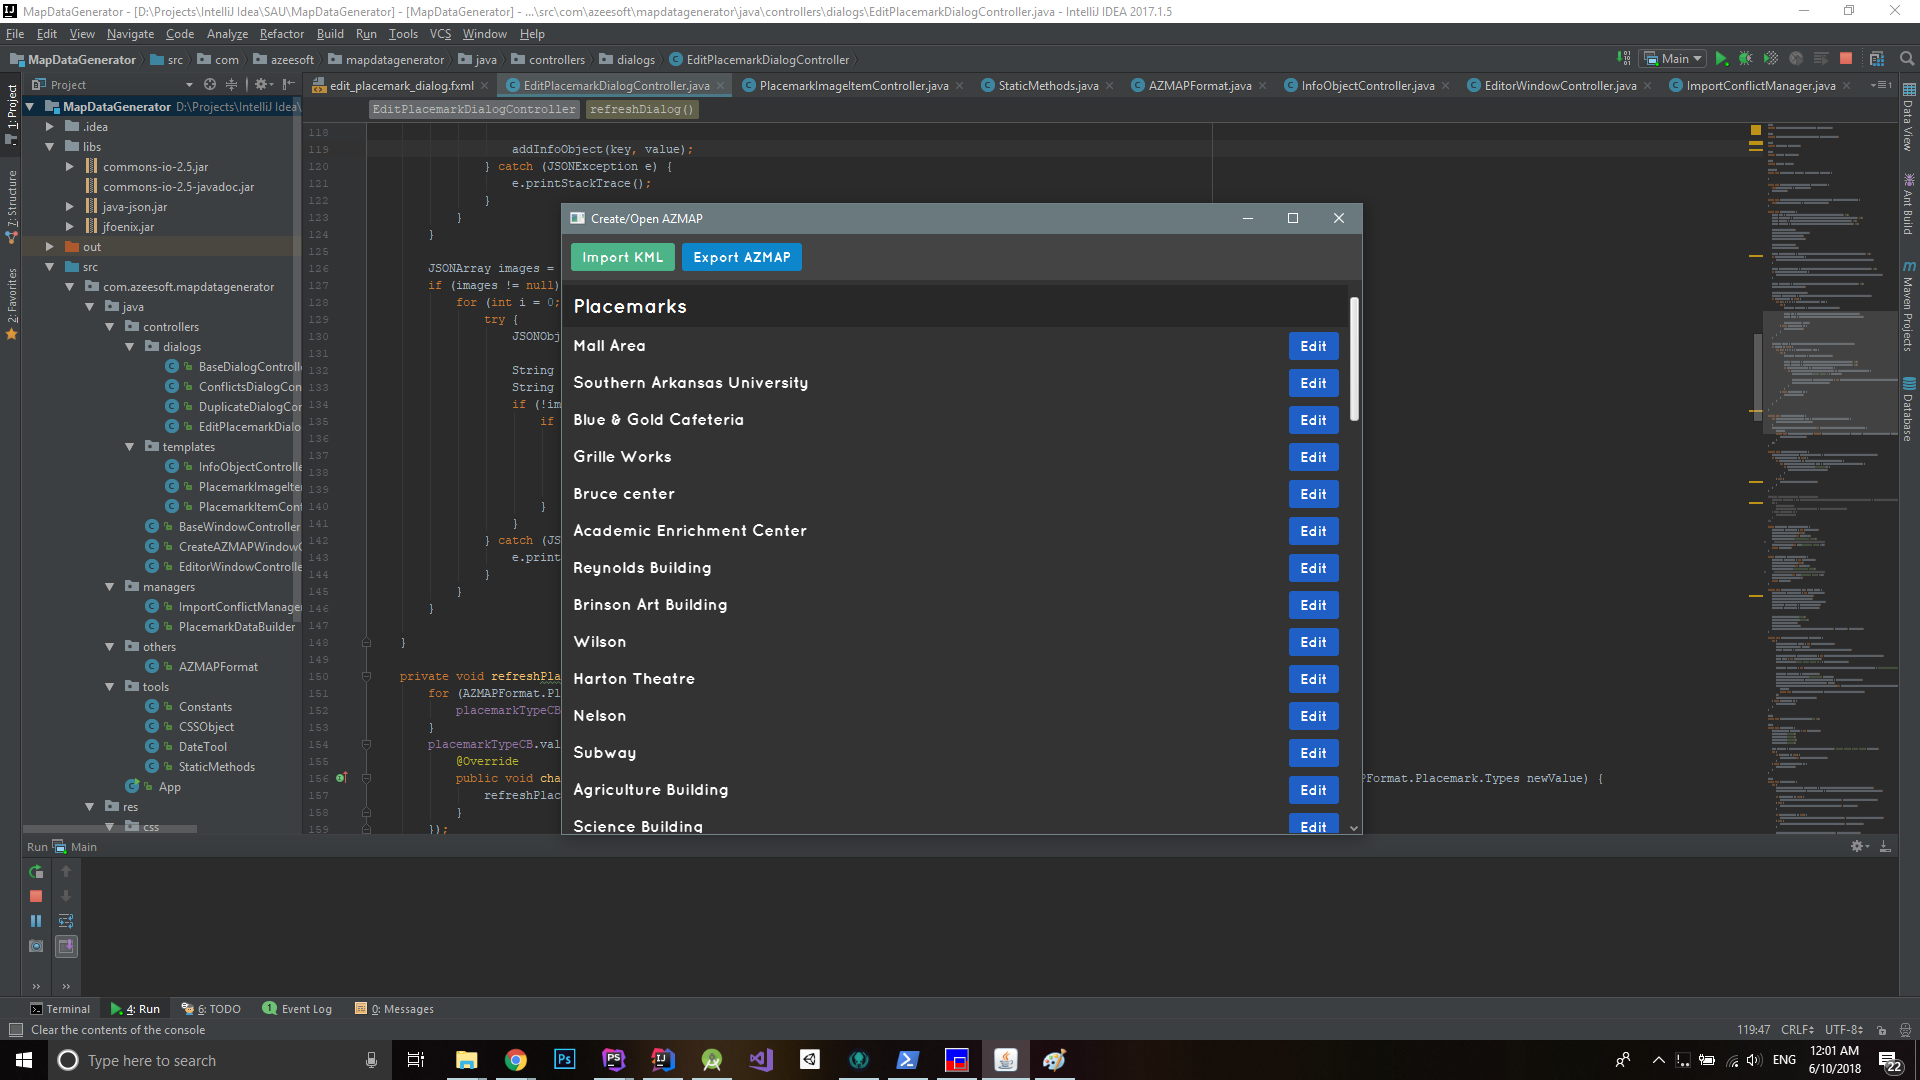 MapDataGenerator - [D:\Projects\IntelliJ Idea\SAU\MapDataGenerator] - [MapDataGenerator] - ...\src\com\azeesoft\mapdatagenerator\java\controllers\dialogs\EditPlacemarkDialogController.java - IntelliJ IDEA 2017.1.5
File Edit View Navigate Code Analyze Refactor Build Run Tools VCS Window Help
MapDataGenerator src com azeesoft mapdatagenerator java controllers dialogs EditPlacemarkDialogController Main
Project edit_placemark_dialog.fxml EditPlacemarkDialogController.java PlacemarkImageItemController.java StaticMethods.java AZMAPFormat.java InfoObjectController.java EditorWindowController.java ImportConflictManager.java
EditPlacemarkDialogController refreshDialog()
1: Project
7: Structure
2: Favorites
MapDataGenerator D:\Projects\IntelliJ Idea\
.idea
libs
commons-io-2.5.jar
commons-io-2.5-javadoc.jar
java-json.jar
jfoenix.jar
out
src
com.azeesoft.mapdatagenerator
java
controllers
dialogs
BaseDialogControll
ConflictsDialogCon
DuplicateDialogCor
EditPlacemarkDialo
templates
InfoObjectControlle
PlacemarkImageIte
PlacemarkItemCont
BaseWindowController
CreateAZMAPWindow
EditorWindowControlle
managers
ImportConflictManage
PlacemarkDataBuilder
others
AZMAPFormat
tools
Constants
CSSObject
DateTool
StaticMethods
App
res
css
118
119 addInfoObject(key, value);
120 } catch (JSONException e) {
121 e.printStackTrace();
122 }
123 }
124 }
125
126 JSONArray images =
127 if (images != null)
128 for (int i = 0;
129 try {
130 JSONObj
131
132 String
133 String
134 if (!im
135 if
136
137
138
139
140 }
141 }
142 } catch (JS
143 e.print
144 }
145 }
146 }
147
148 }
149
150 private void refreshPla
151 for (AZMAPFormat.Pl
152 placemarkTypeCB
153 }
154 placemarkTypeCB.val
155 @Override
156 public void cha Format.Placemark.Types newValue) {
157 refreshPlac
158 }
159 });
Create/Open AZMAP
Import KML Export AZMAP
Placemarks
Mall Area Edit
Southern Arkansas University Edit
Blue & Gold Cafeteria Edit
Grille Works Edit
Bruce center Edit
Academic Enrichment Center Edit
Reynolds Building Edit
Brinson Art Building Edit
Wilson Edit
Harton Theatre Edit
Nelson Edit
Subway Edit
Agriculture Building Edit
Science Building Edit
Data View
Ant Build
Maven Projects
Database
Run Main
Terminal 4: Run 6: TODO 1 Event Log 0: Messages
Clear the contents of the console 119:47 CRLF UTF-8
Type here to search
ENG
12:01 AM
6/10/2018
22